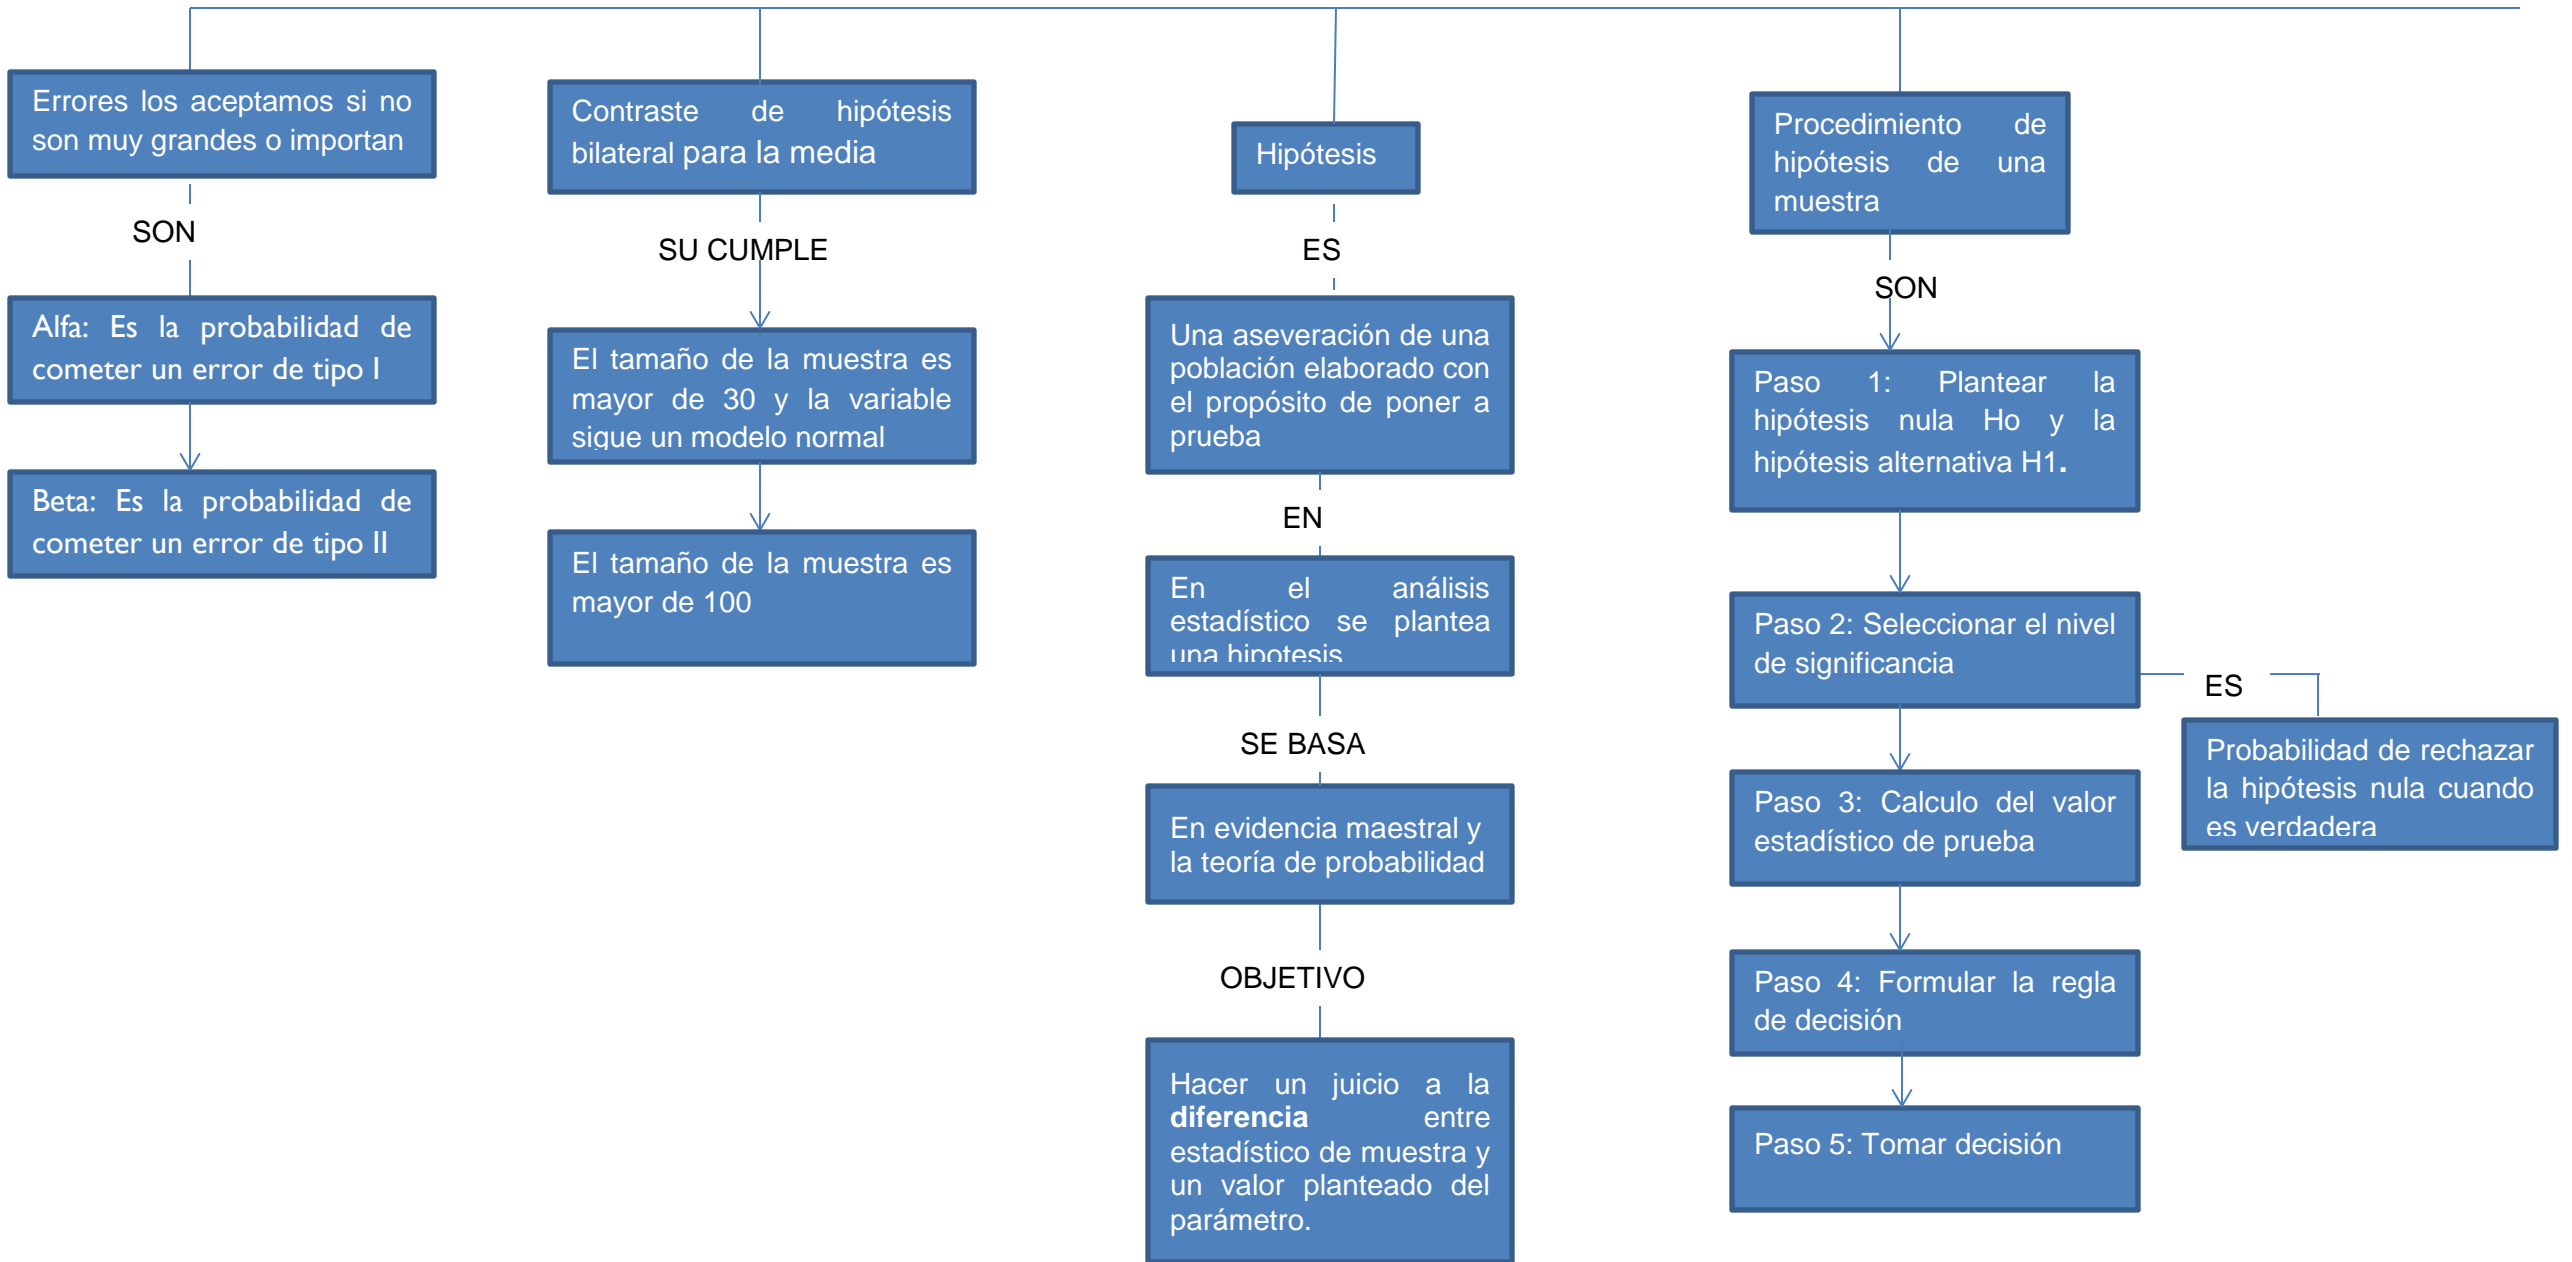 Errores los aceptamos si no
son muy grandes o importan
SON
Alfa: Es la probabilidad de
cometer un error de tipo I
Beta: Es la probabilidad de
cometer un error de tipo II
Contraste de hipótesis
bilateral para la media
SU CUMPLE
El tamaño de la muestra es
mayor de 30 y la variable
sigue un modelo normal
El tamaño de la muestra es
mayor de 100
Hipótesis
ES
Una aseveración de una
población elaborado con
el propósito de poner a
prueba
EN
En el análisis
estadístico se plantea
una hipotesis
SE BASA
En evidencia maestral y
la teoría de probabilidad
OBJETIVO
Hacer un juicio a la
diferencia entre
estadístico de muestra y
un valor planteado del
parámetro.
Procedimiento de
hipótesis de una
muestra
SON
Paso 1: Plantear la
hipótesis nula Ho y la
hipótesis alternativa H1.
Paso 2: Seleccionar el nivel
de significancia
ES
Probabilidad de rechazar
la hipótesis nula cuando
es verdadera
Paso 3: Calculo del valor
estadístico de prueba
Paso 4: Formular la regla
de decisión
Paso 5: Tomar decisión